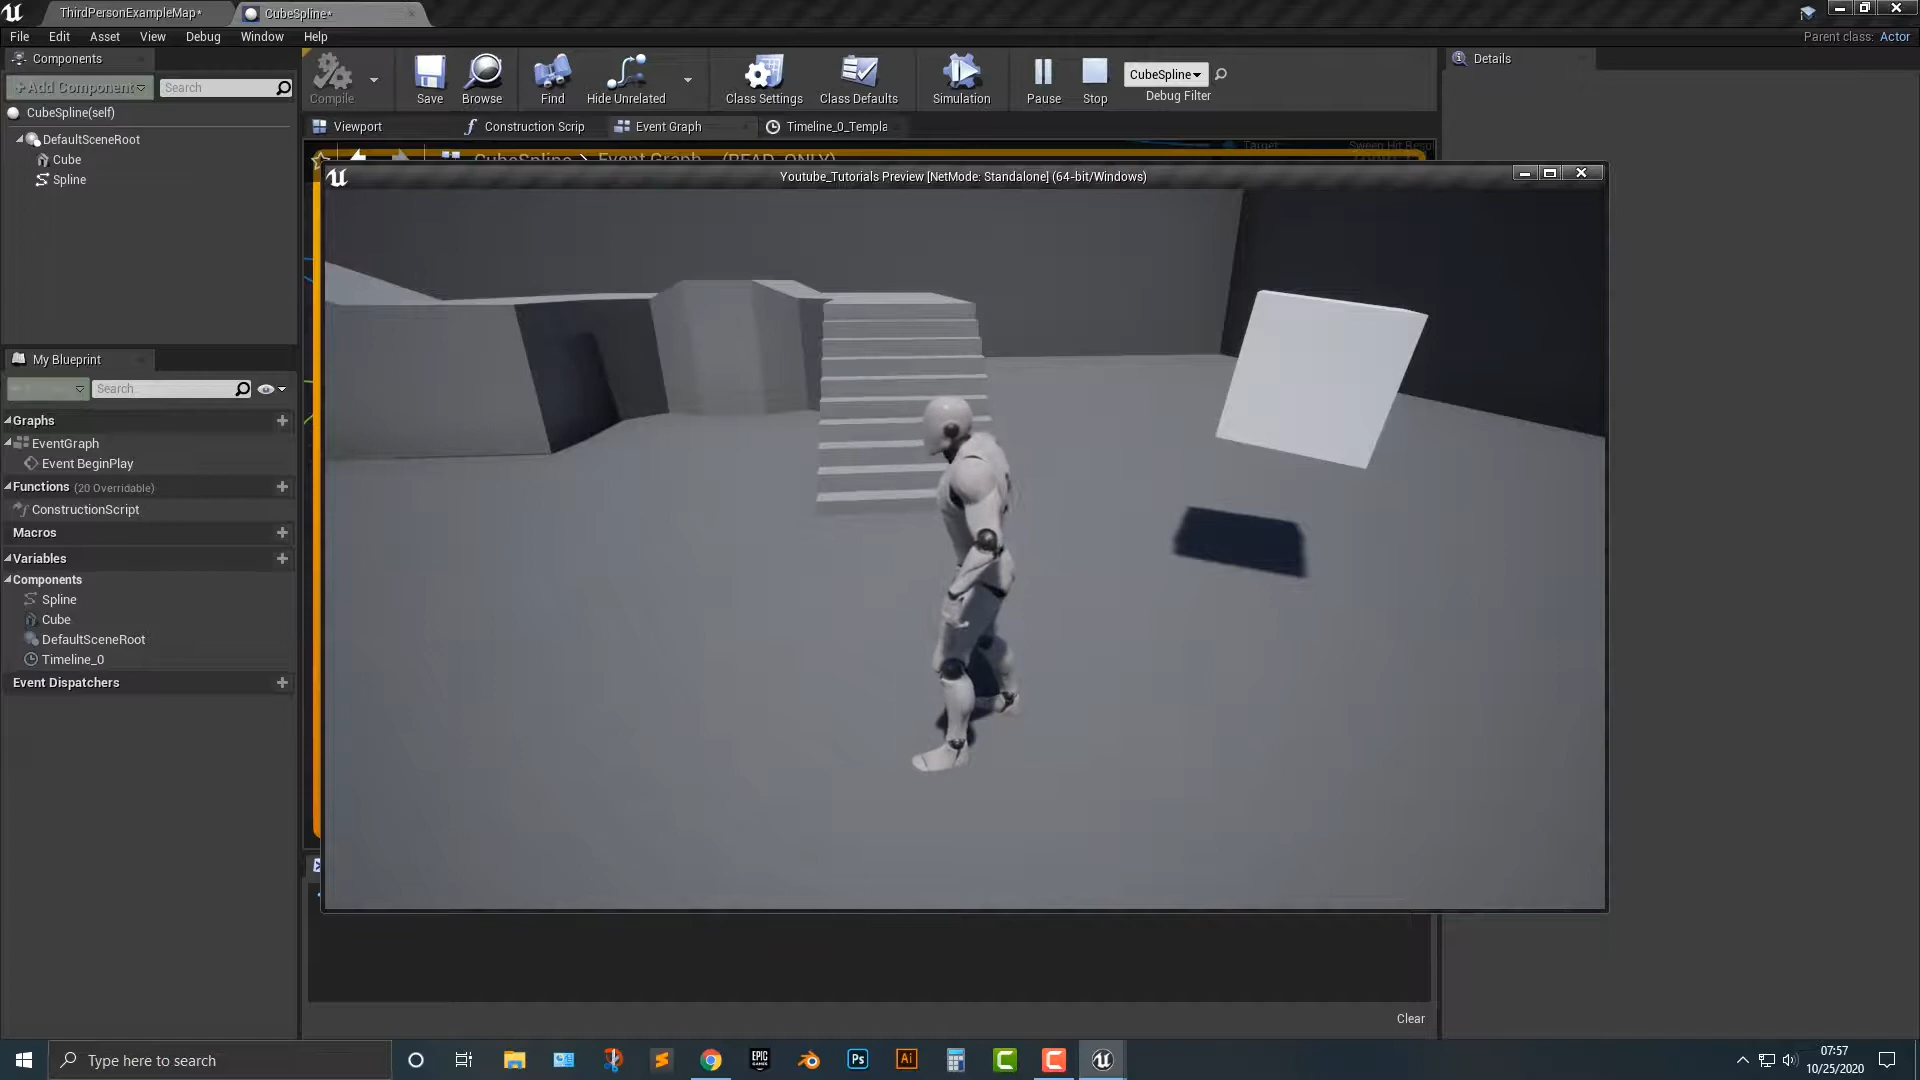 ThirdPersonExampleMap*
CubeSpline*
File Edit Asset View Debug Window Help
Parent class: Actor
Components
+Add Component
Search
CubeSpline(self)
DefaultSceneRoot
Cube
Spline
Compile
Save
Browse
Find
Hide Unrelated
Class Settings
Class Defaults
Simulation
Pause
Stop
CubeSpline
Debug Filter
Details
Viewport
Construction Scrip
Event Graph
Timeline_0_Templa
Target
CubeSpline > Event Graph (READ-ONLY)
Youtube_Tutorials Preview [NetMode: Standalone] (64-bit/Windows)
My Blueprint
Search
Graphs
EventGraph
Event BeginPlay
Functions (20 Overridable)
ConstructionScript
Macros
Variables
Components
Spline
Cube
DefaultSceneRoot
Timeline_0
Event Dispatchers
Clear
Type here to search
EPIC GAMES
Ps
Ai
07:57
10/25/2020